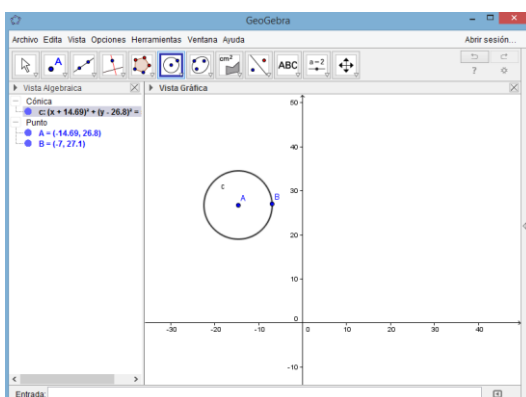 GeoGebra
Archivo Edita Vista Opciones Herramientas Ventana Ayuda Abrir sesión...
A cm² ABC a=2 ?
Vista Algebraica Vista Gráfica
Cónica
c: (x + 14.69)² + (y - 26.8)² =
Punto
A = (-14.69, 26.8)
B = (-7, 27.1)
60
40
30
c A B
20
10
0
-30 -20 -10 0 10 20 30 40
-10
Entrada: